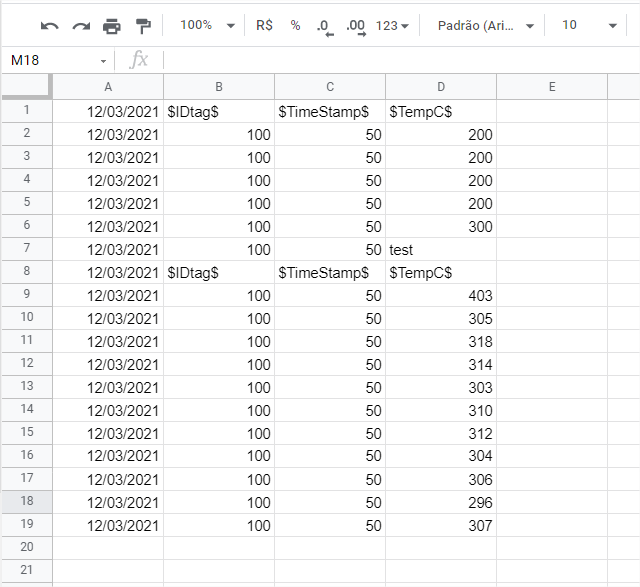 100% R$ % .0 .00 123 Padrão (Ari... 10
M18 fx
A B C D E
1 12/03/2021 $IDtag$ $TimeStamp$ $TempC$
2 12/03/2021 100 50 200
3 12/03/2021 100 50 200
4 12/03/2021 100 50 200
5 12/03/2021 100 50 200
6 12/03/2021 100 50 300
7 12/03/2021 100 50 test
8 12/03/2021 $IDtag$ $TimeStamp$ $TempC$
9 12/03/2021 100 50 403
10 12/03/2021 100 50 305
11 12/03/2021 100 50 318
12 12/03/2021 100 50 314
13 12/03/2021 100 50 303
14 12/03/2021 100 50 310
15 12/03/2021 100 50 312
16 12/03/2021 100 50 304
17 12/03/2021 100 50 306
18 12/03/2021 100 50 296
19 12/03/2021 100 50 307
20
21